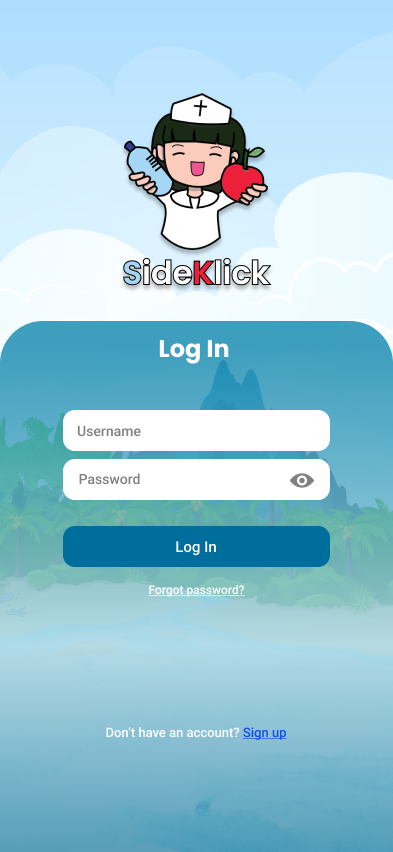 SideKlick
Log In
Username
Password
Log In
Forgot password?
Don't have an account? Sign up